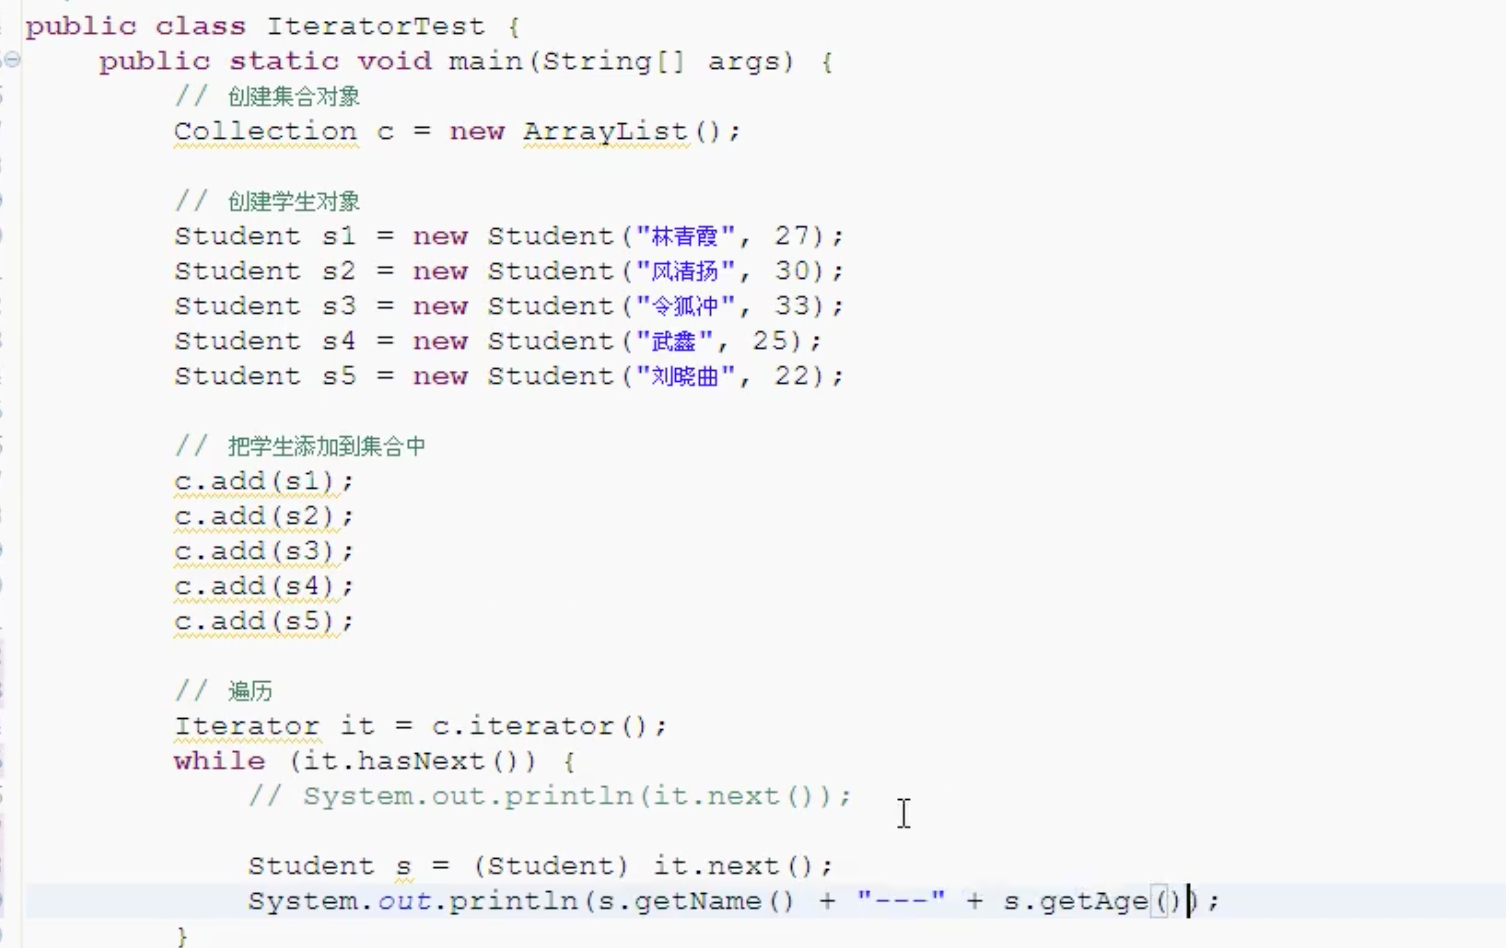 public class IteratorTest {
public static void main(String[] args) {
// 创建集合对象
Collection c = new ArrayList();
// 创建学生对象
Student s1 = new Student("林青霞", 27);
Student s2 = new Student("风清扬", 30);
Student s3 = new Student("令狐冲", 33);
Student s4 = new Student("武鑫", 25);
Student s5 = new Student("刘晓曲", 22);
// 把学生添加到集合中
c.add(s1);
c.add(s2);
c.add(s3);
c.add(s4);
c.add(s5);
// 遍历
Iterator it = c.iterator();
while (it.hasNext()) {
// System.out.println(it.next());
Student s = (Student) it.next();
System.out.println(s.getName() + "---" + s.getAge());
}